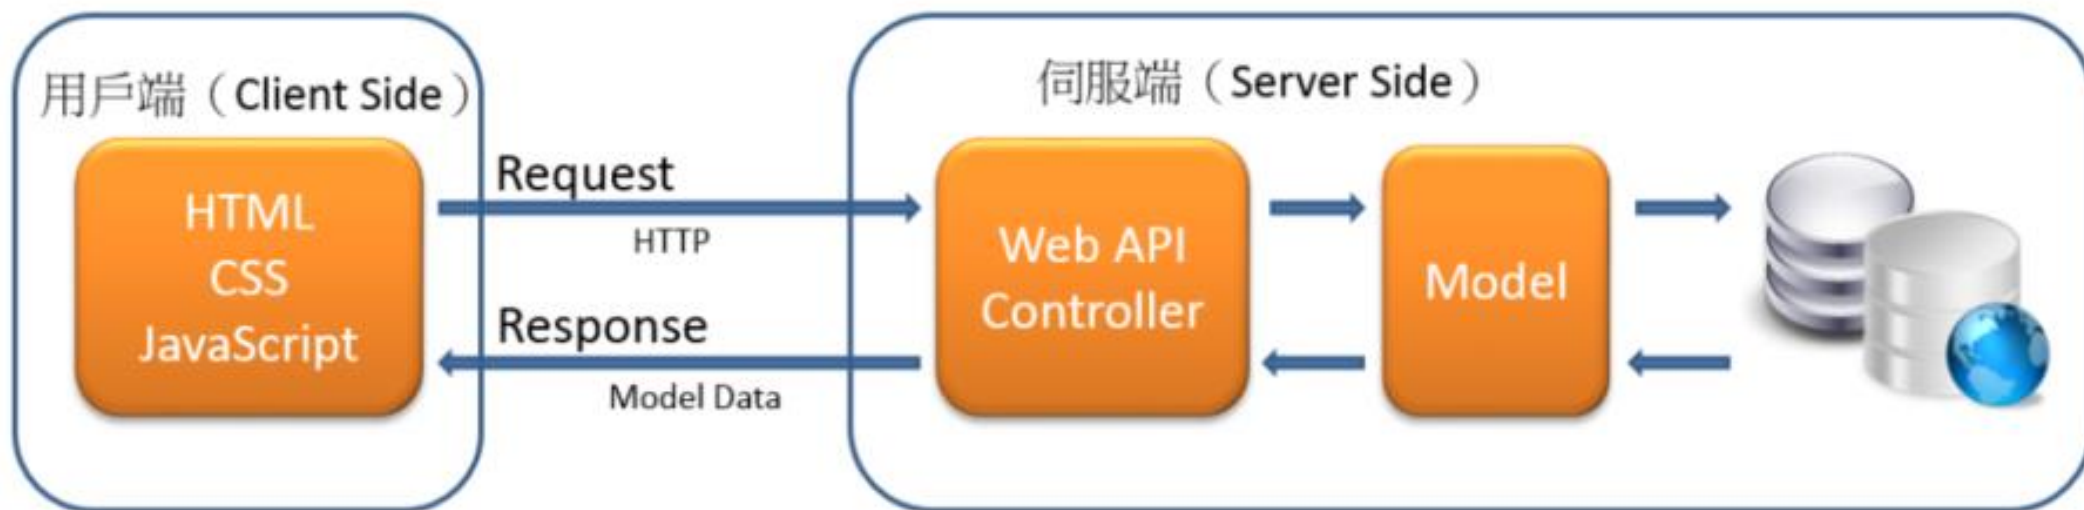 用戶端（Client Side）
HTML
CSS
JavaScript
Request
HTTP
Response
Model Data
伺服端（Server Side）
Web API
Controller
Model